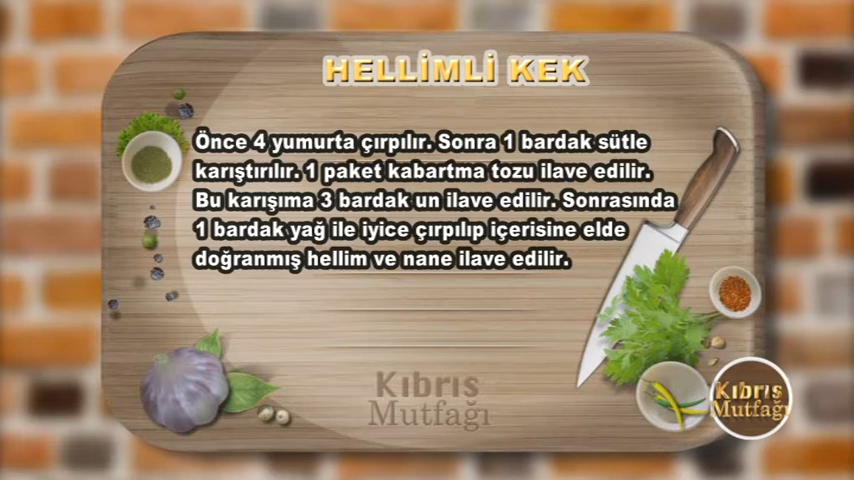 HELLİMLİ KEK
Önce 4 yumurta çırpılır. Sonra 1 bardak sütle
karıştırılır. 1 paket kabartma tozu ilave edilir.
Bu karışıma 3 bardak un ilave edilir. Sonrasında
1 bardak yağ ile iyice çırpılıp içerisine elde
doğranmış hellim ve nane ilave edilir.
Kıbrıs
Mutfağı
Kıbrıs
Mutfağı